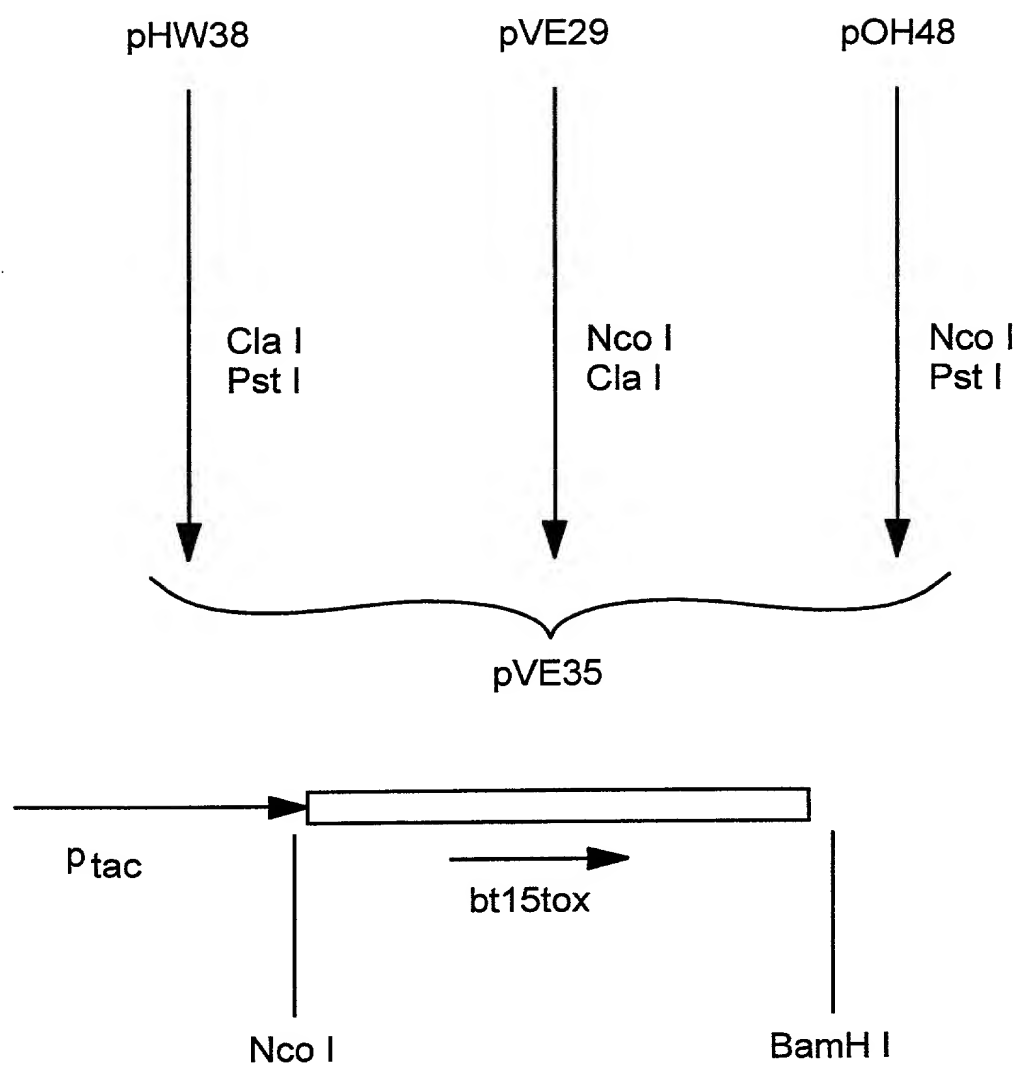 pHW38 pVE29 pOH48
Cla I Nco I Nco I
Pst I Cla I Pst I
pVE35
Ptac
bt15tox
Nco I BamH I